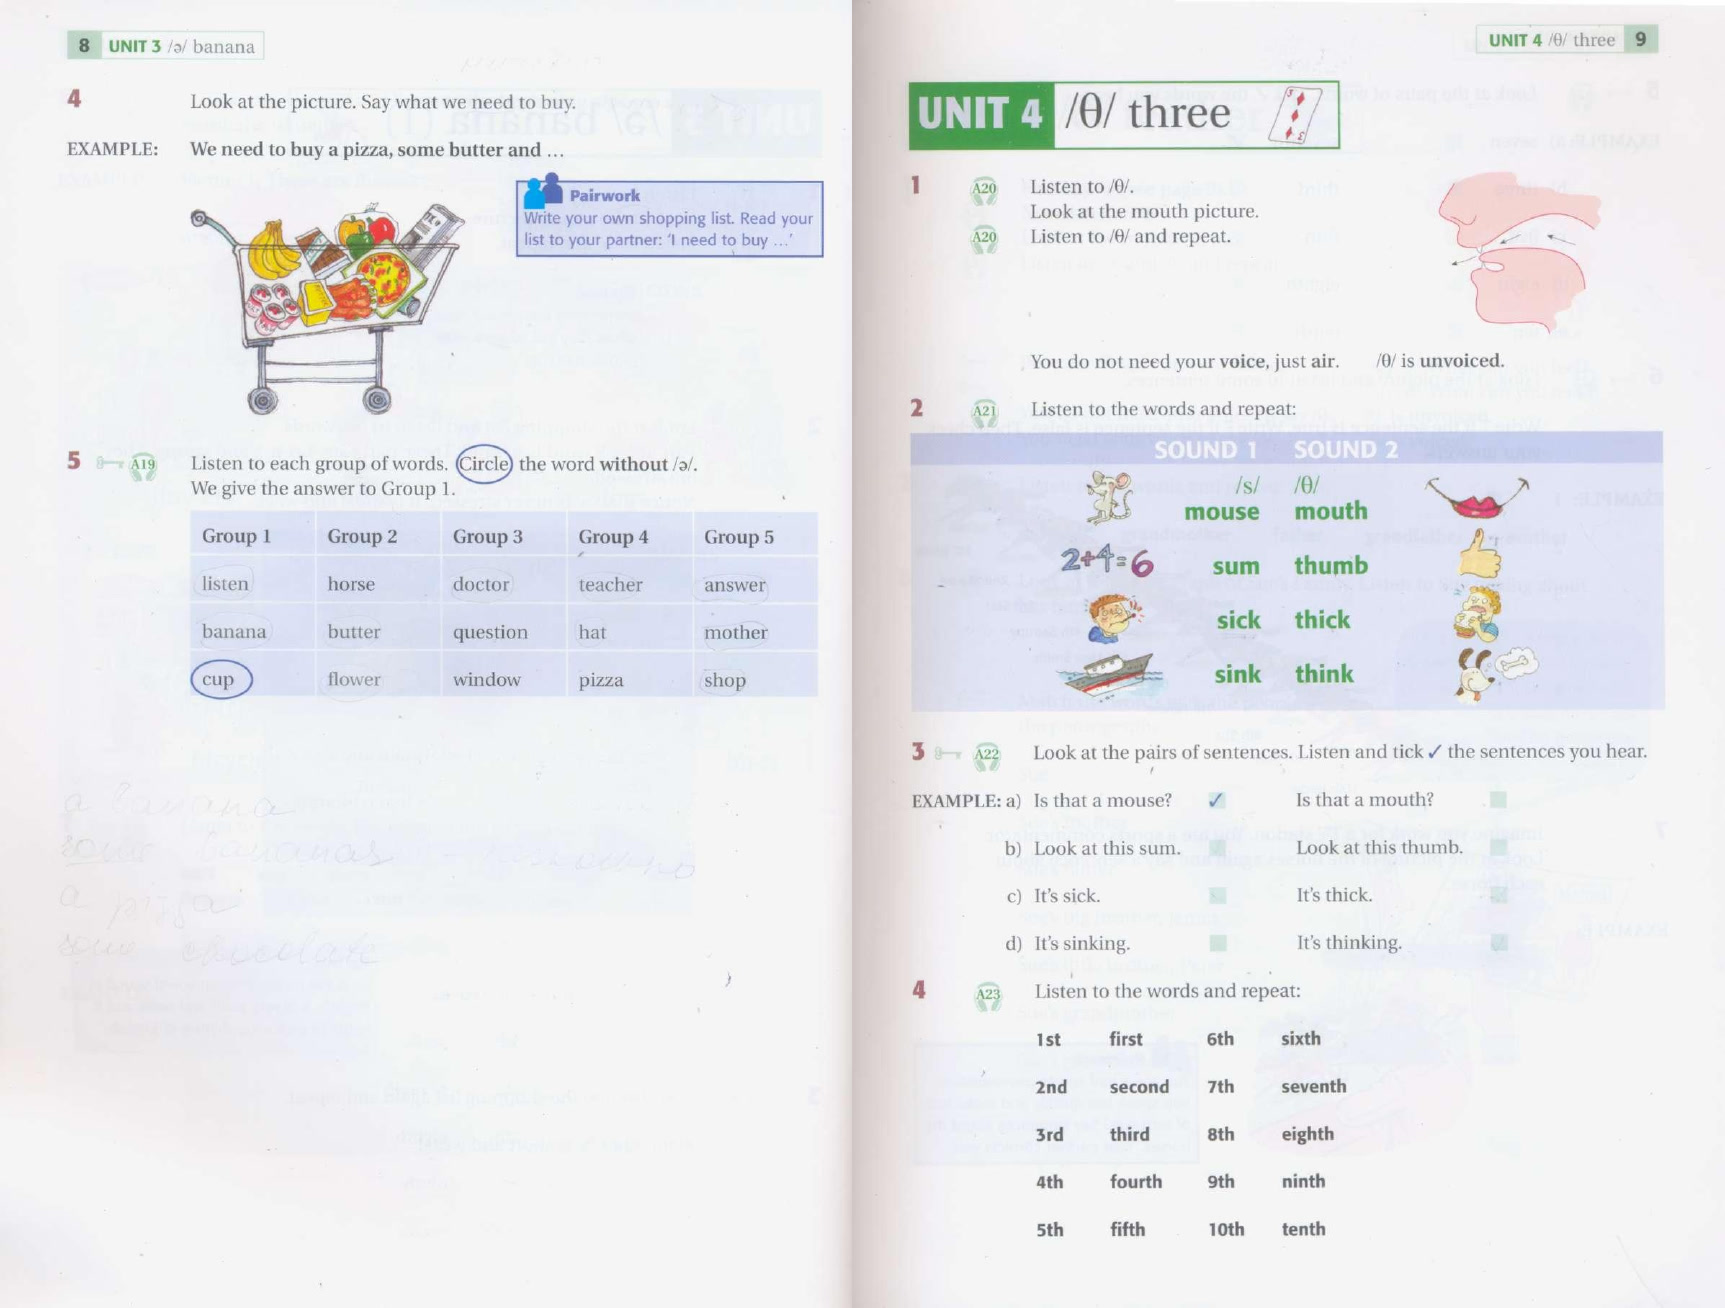 8 UNIT 3 /ə/ banana
4 Look at the picture. Say what we need to buy.
EXAMPLE: We need to buy a pizza, some butter and ...
Pairwork
Write your own shopping list. Read your
list to your partner: 'I need to buy ...'
5 A19 Listen to each group of words. Circle the word without /ə/.
We give the answer to Group 1.
Group 1 Group 2 Group 3 Group 4 Group 5
listen horse doctor teacher answer
banana butter question hat mother
cup flower window pizza shop
a banana
some bananas
a pizza
some chocolate
UNIT 4 /θ/ three 9
UNIT 4 /θ/ three
1 A20 Listen to /θ/.
Look at the mouth picture.
A20 Listen to /θ/ and repeat.
You do not need your voice, just air. /θ/ is unvoiced.
2 A21 Listen to the words and repeat:
SOUND 1 SOUND 2
/s/ /θ/
mouse mouth
2+4=6 sum thumb
sick thick
sink think
3 A22 Look at the pairs of sentences. Listen and tick ✓ the sentences you hear.
EXAMPLE: a) Is that a mouse? ✓ Is that a mouth?
b) Look at this sum. Look at this thumb.
c) It's sick. It's thick.
d) It's sinking. It's thinking.
4 A23 Listen to the words and repeat:
1st first 6th sixth
2nd second 7th seventh
3rd third 8th eighth
4th fourth 9th ninth
5th fifth 10th tenth